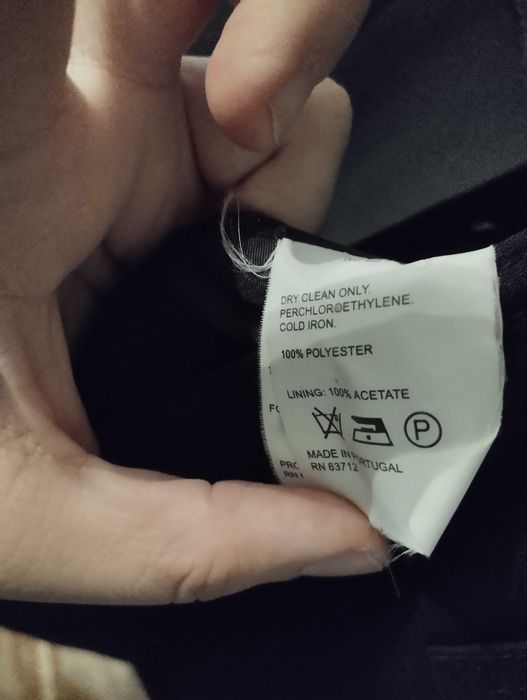 DRY CLEAN ONLY.
PERCHLOROETHYLENE.
COLD IRON.
100% POLYESTER
LINING: 100% ACETATE
P
MADE IN PORTUGAL
RN 63712